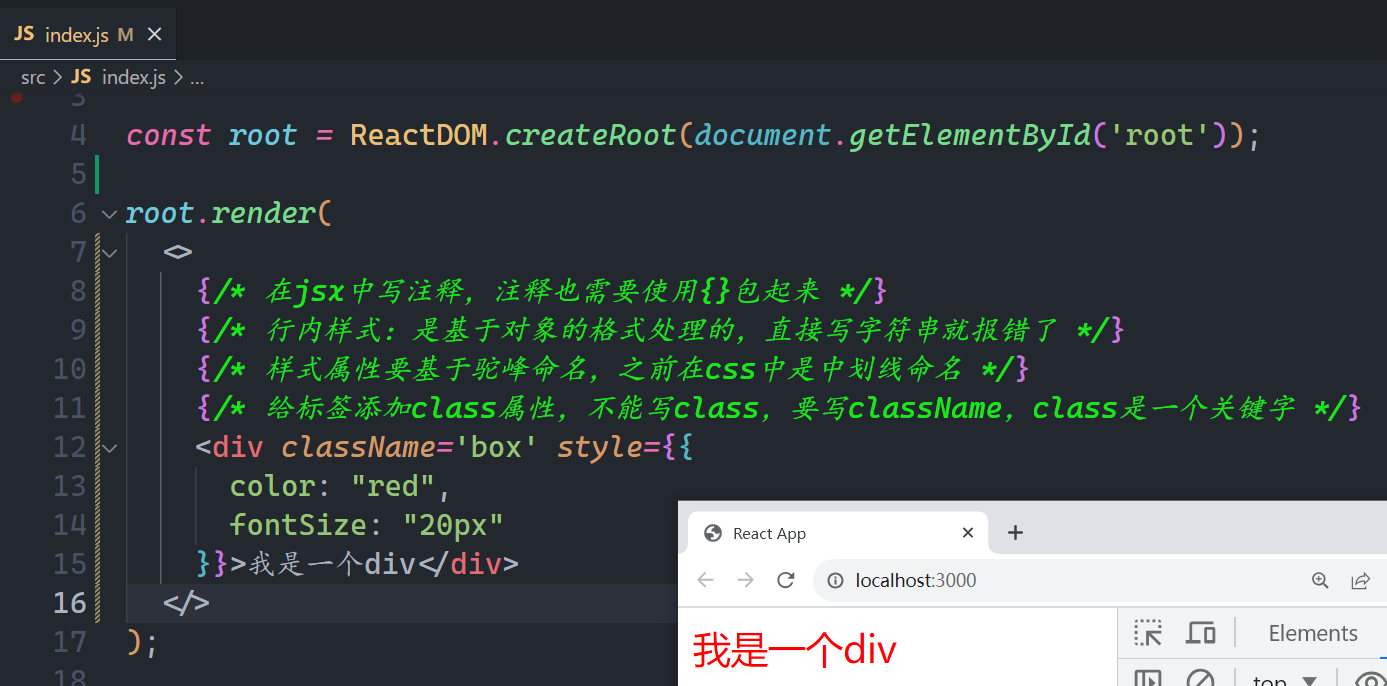 JS index.js M ×
src > JS index.js > ...
3
4 const root = ReactDOM.createRoot(document.getElementById('root'));
5
6 root.render(
7 <>
8 {/* 在jsx中写注释，注释也需要使用{}包起来 */}
9 {/* 行内样式：是基于对象的格式处理的，直接写字符串就报错了 */}
10 {/* 样式属性要基于驼峰命名，之前在css中是中划线命名 */}
11 {/* 给标签添加class属性，不能写class，要写className，class是一个关键字 */}
12 <div className='box' style={{
13 color: "red",
14 fontSize: "20px"
15 }}>我是一个div</div>
16 </>
17 );
18
React App
localhost:3000
Elements
我是一个div
top